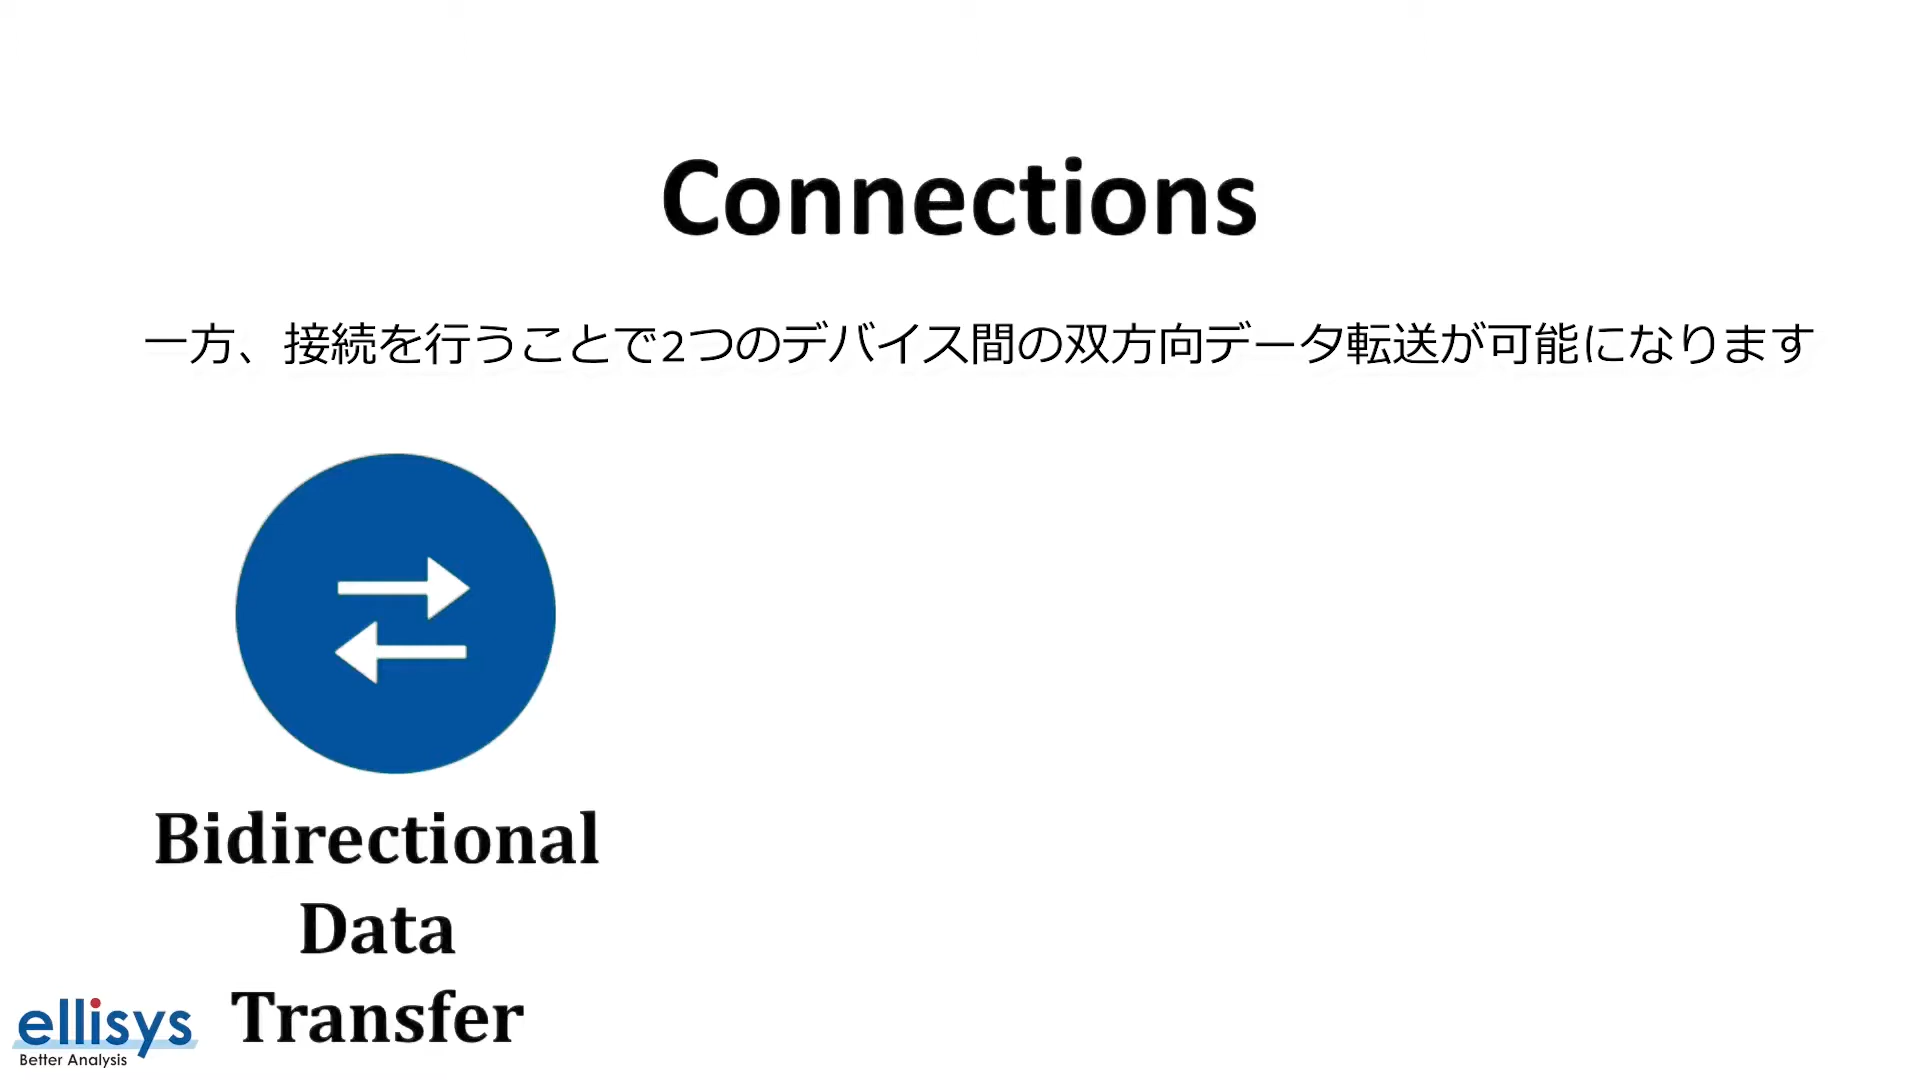 Connections
一方、接続を行うことで2つのデバイス間の双方向データ転送が可能になります
Bidirectional
Data
Transfer
ellisys
Better Analysis